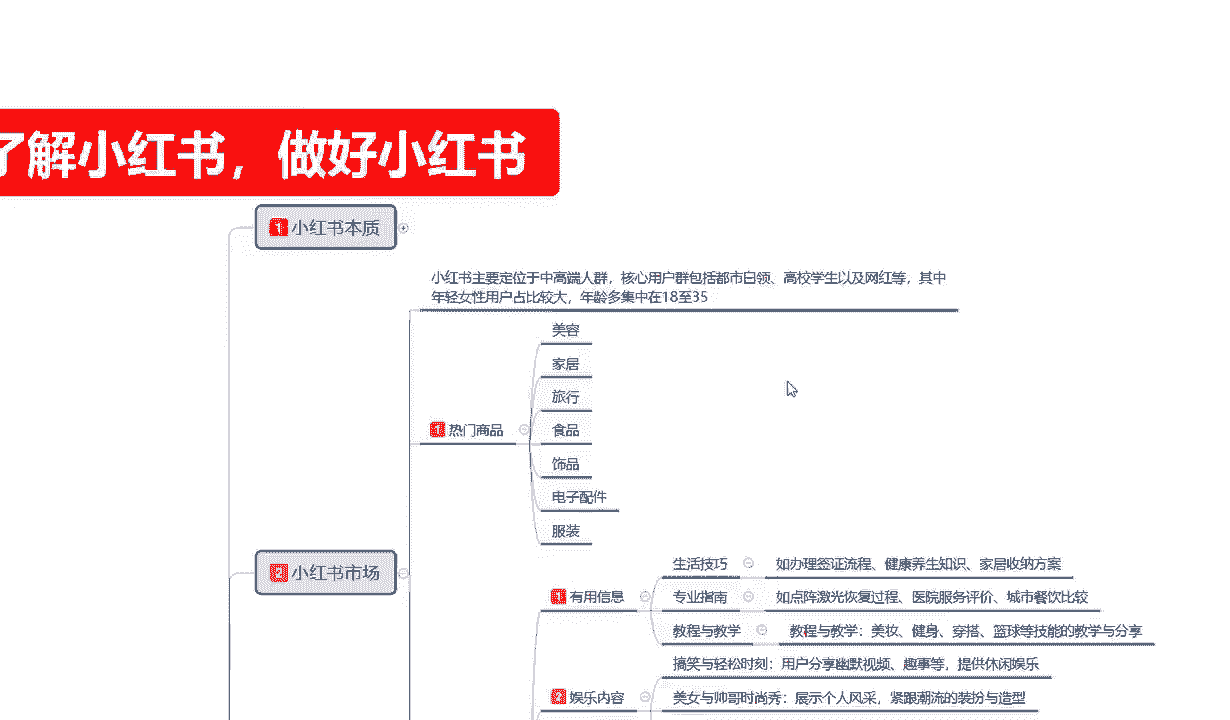 了解小红书，做好小红书
1 小红书本质
小红书主要定位于中高端人群，核心用户群包括都市白领、高校学生以及网红等，其中
年轻女性用户占比较大，年龄多集中在18至35
美容
家居
旅行
1 热门商品
食品
饰品
电子配件
服装
2 小红书市场
生活技巧
如办理签证流程、健康养生知识、家居收纳方案
1 有用信息
专业指南
如点阵激光恢复过程、医院服务评价、城市餐饮比较
教程与教学
教程与教学：美妆、健身、穿搭、篮球等技能的教学与分享
搞笑与轻松时刻：用户分享幽默视频、趣事等，提供休闲娱乐
2 娱乐内容
美女与帅哥时尚秀：展示个人风采，紧跟潮流的装扮与造型